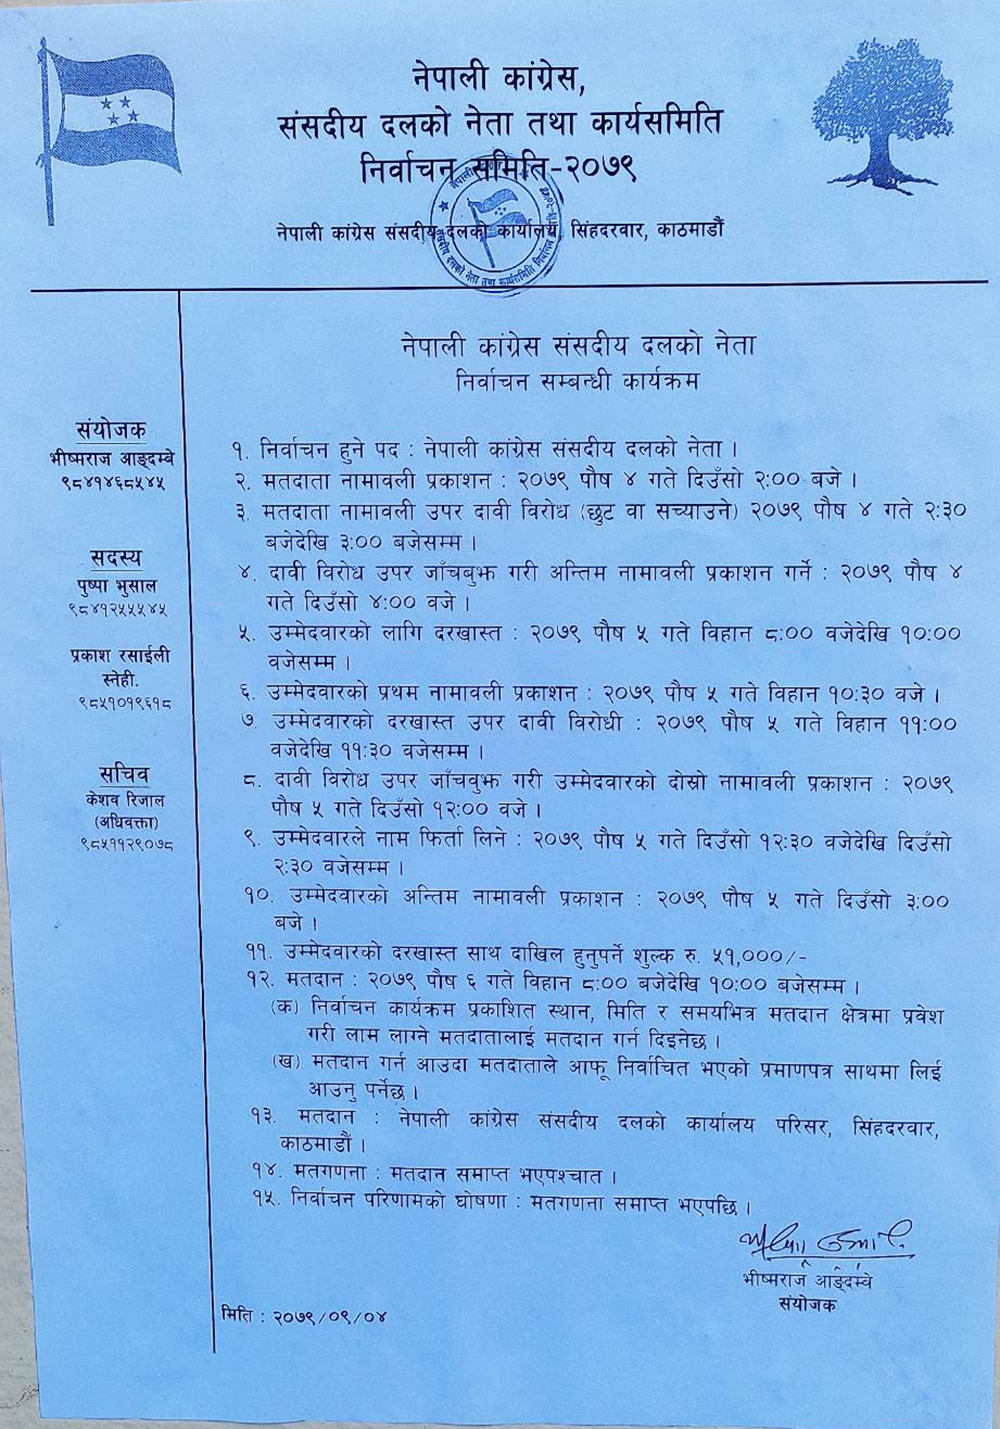 नेपाली कांग्रेस,
संसदीय दलको नेता तथा कार्यसमिति
निर्वाचन समिति-२०७९
नेपाली कांग्रेस संसदीय दलको कार्यालय, सिंहदरवार, काठमाडौं
नेपाली कांग्रेस संसदीय दलको नेता
निर्वाचन सम्बन्धी कार्यक्रम
संयोजक
भीष्मराज आङ्दम्बे
९८४१४६८५४५
सदस्य
पुष्पा भुसाल
९८४१२५५५४५
प्रकाश रसाईली
स्नेही.
९८५१०१९६१८
सचिव
केशव रिजाल
(अधिवक्ता)
९८५११२९०७८
१. निर्वाचन हुने पद : नेपाली कांग्रेस संसदीय दलको नेता ।
२. मतदाता नामावली प्रकाशन : २०७९ पौष ४ गते दिउँसो २:०० बजे ।
३. मतदाता नामावली उपर दावी विरोध (छुट वा सच्याउने) २०७९ पौष ४ गते २:३०
बजेदेखि ३:०० बजेसम्म ।
४. दावी विरोध उपर जाँचबुझ गरी अन्तिम नामावली प्रकाशन गर्ने : २०७९ पौष ४
गते दिउँसो ४:०० वजे ।
५. उम्मेदवारको लागि दरखास्त : २०७९ पौष ५ गते विहान ८:०० वजेदेखि १०:००
वजेसम्म ।
६. उम्मेदवारको प्रथम नामावली प्रकाशन : २०७९ पौष ५ गते विहान १०:३० वजे ।
७. उम्मेदवारको दरखास्त उपर दावी विरोधी : २०७९ पौष ५ गते विहान ११:००
वजेदेखि ११:३० वजेसम्म ।
८. दावी विरोध उपर जाँचवुझ गरी उम्मेदवारको दोस्रो नामावली प्रकाशन : २०७९
पौष ५ गते दिउँसो १२:०० वजे ।
९. उम्मेदवारले नाम फिर्ता लिने : २०७९ पौष ५ गते दिउँसो १२:३० वजेदेखि दिउँसो
२:३० वजेसम्म ।
१०. उम्मेदवारको अन्तिम नामावली प्रकाशन : २०७९ पौष ५ गते दिउँसो ३:००
बजे ।
११. उम्मेदवारको दरखास्त साथ दाखिल हुनुपर्ने शुल्क रु. ५१,०००/-
१२. मतदान : २०७९ पौष ६ गते विहान ८:०० बजेदेखि १०:०० बजेसम्म ।
(क) निर्वाचन कार्यक्रम प्रकाशित स्थान, मिति र समयभित्र मतदान क्षेत्रमा प्रवेश
गरी लाम लाग्ने मतदातालाई मतदान गर्न दिइनेछ ।
(ख) मतदान गर्न आउदा मतदाताले आफू निर्वाचित भएको प्रमाणपत्र साथमा लिई
आउनु पर्नेछ ।
१३. मतदान : नेपाली कांग्रेस संसदीय दलको कार्यालय परिसर, सिंहदरवार,
काठमाडौं ।
१४. मतगणना : मतदान समाप्त भएपश्चात ।
१५. निर्वाचन परिणामको घोषणा : मतगणना समाप्त भएपछि ।
भीष्मराज आङ्दम्वे
संयोजक
मिति : २०७९/०९/०४